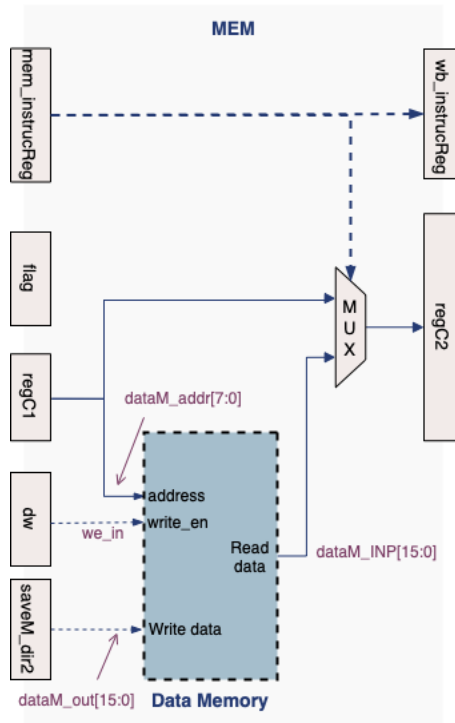 MEM
mem_instrucReg
wb_instrucReg
flag
M
U
X
regC2
regC1
dataM_addr[7:0]
address
dw
write_en
we_in
Read
data
dataM_INP[15:0]
saveM_dir2
Write data
dataM_out[15:0]
Data Memory